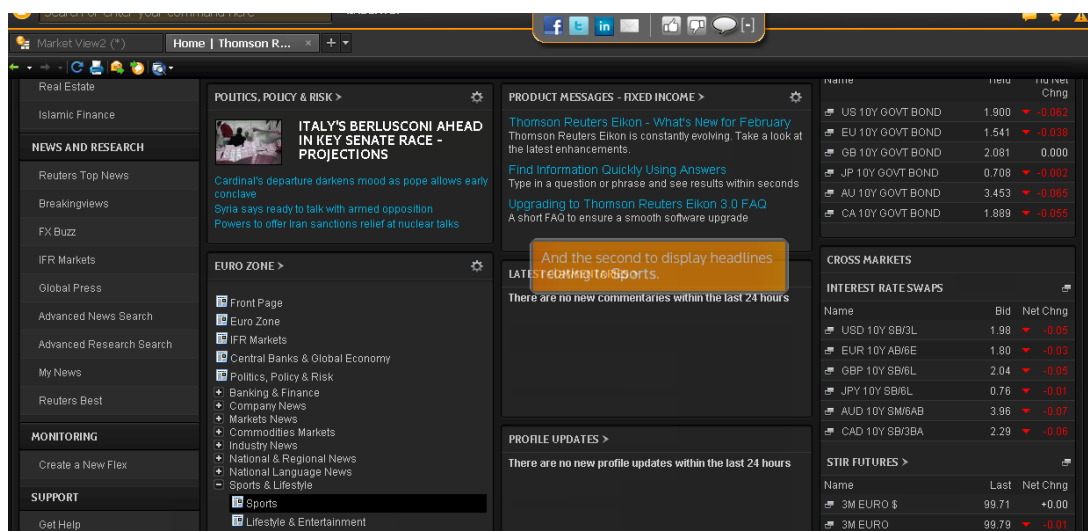 Search or enter your command here
Market View2 (*)
Home | Thomson R...
Real Estate
Islamic Finance
NEWS AND RESEARCH
Reuters Top News
Breakingviews
FX Buzz
IFR Markets
Global Press
Advanced News Search
Advanced Research Search
My News
Reuters Best
MONITORING
Create a New Flex
SUPPORT
Get Help
POLITICS, POLICY & RISK >
ITALY'S BERLUSCONI AHEAD
IN KEY SENATE RACE -
PROJECTIONS
Cardinal's departure darkens mood as pope allows early
conclave
Syria says ready to talk with armed opposition
Powers to offer Iran sanctions relief at nuclear talks
EURO ZONE >
Front Page
Euro Zone
IFR Markets
Central Banks & Global Economy
Politics, Policy & Risk
Banking & Finance
Company News
Markets News
Commodities Markets
Industry News
National & Regional News
National Language News
Sports & Lifestyle
Sports
Lifestyle & Entertainment
PRODUCT MESSAGES - FIXED INCOME >
Thomson Reuters Eikon - What's New for February
Thomson Reuters Eikon is constantly evolving. Take a look at
the latest enhancements.
Find Information Quickly Using Answers
Type in a question or phrase and see results within seconds
Upgrading to Thomson Reuters Eikon 3.0 FAQ
A short FAQ to ensure a smooth software upgrade
And the second to display headlines
relating to Sports.
There are no new commentaries within the last 24 hours
PROFILE UPDATES >
There are no new profile updates within the last 24 hours
Name Yield Net
Chng
US 10Y GOVT BOND 1.900 -0.062
EU 10Y GOVT BOND 1.541 -0.038
GB 10Y GOVT BOND 2.081 0.000
JP 10Y GOVT BOND 0.708 -0.002
AU 10Y GOVT BOND 3.453 -0.065
CA 10Y GOVT BOND 1.889 -0.055
CROSS MARKETS
INTEREST RATE SWAPS
Name Bid Net Chng
USD 10Y SB/3L 1.98 -0.05
EUR 10Y AB/6E 1.80 -0.03
GBP 10Y SB/6L 2.04 -0.05
JPY 10Y SB/6L 0.76 -0.01
AUD 10Y SM/6AB 3.96 -0.07
CAD 10Y SB/3BA 2.29 -0.06
STIR FUTURES >
Name Last Net Chng
3M EURO $ 99.71 +0.00
3M EURO 99.79 -0.01